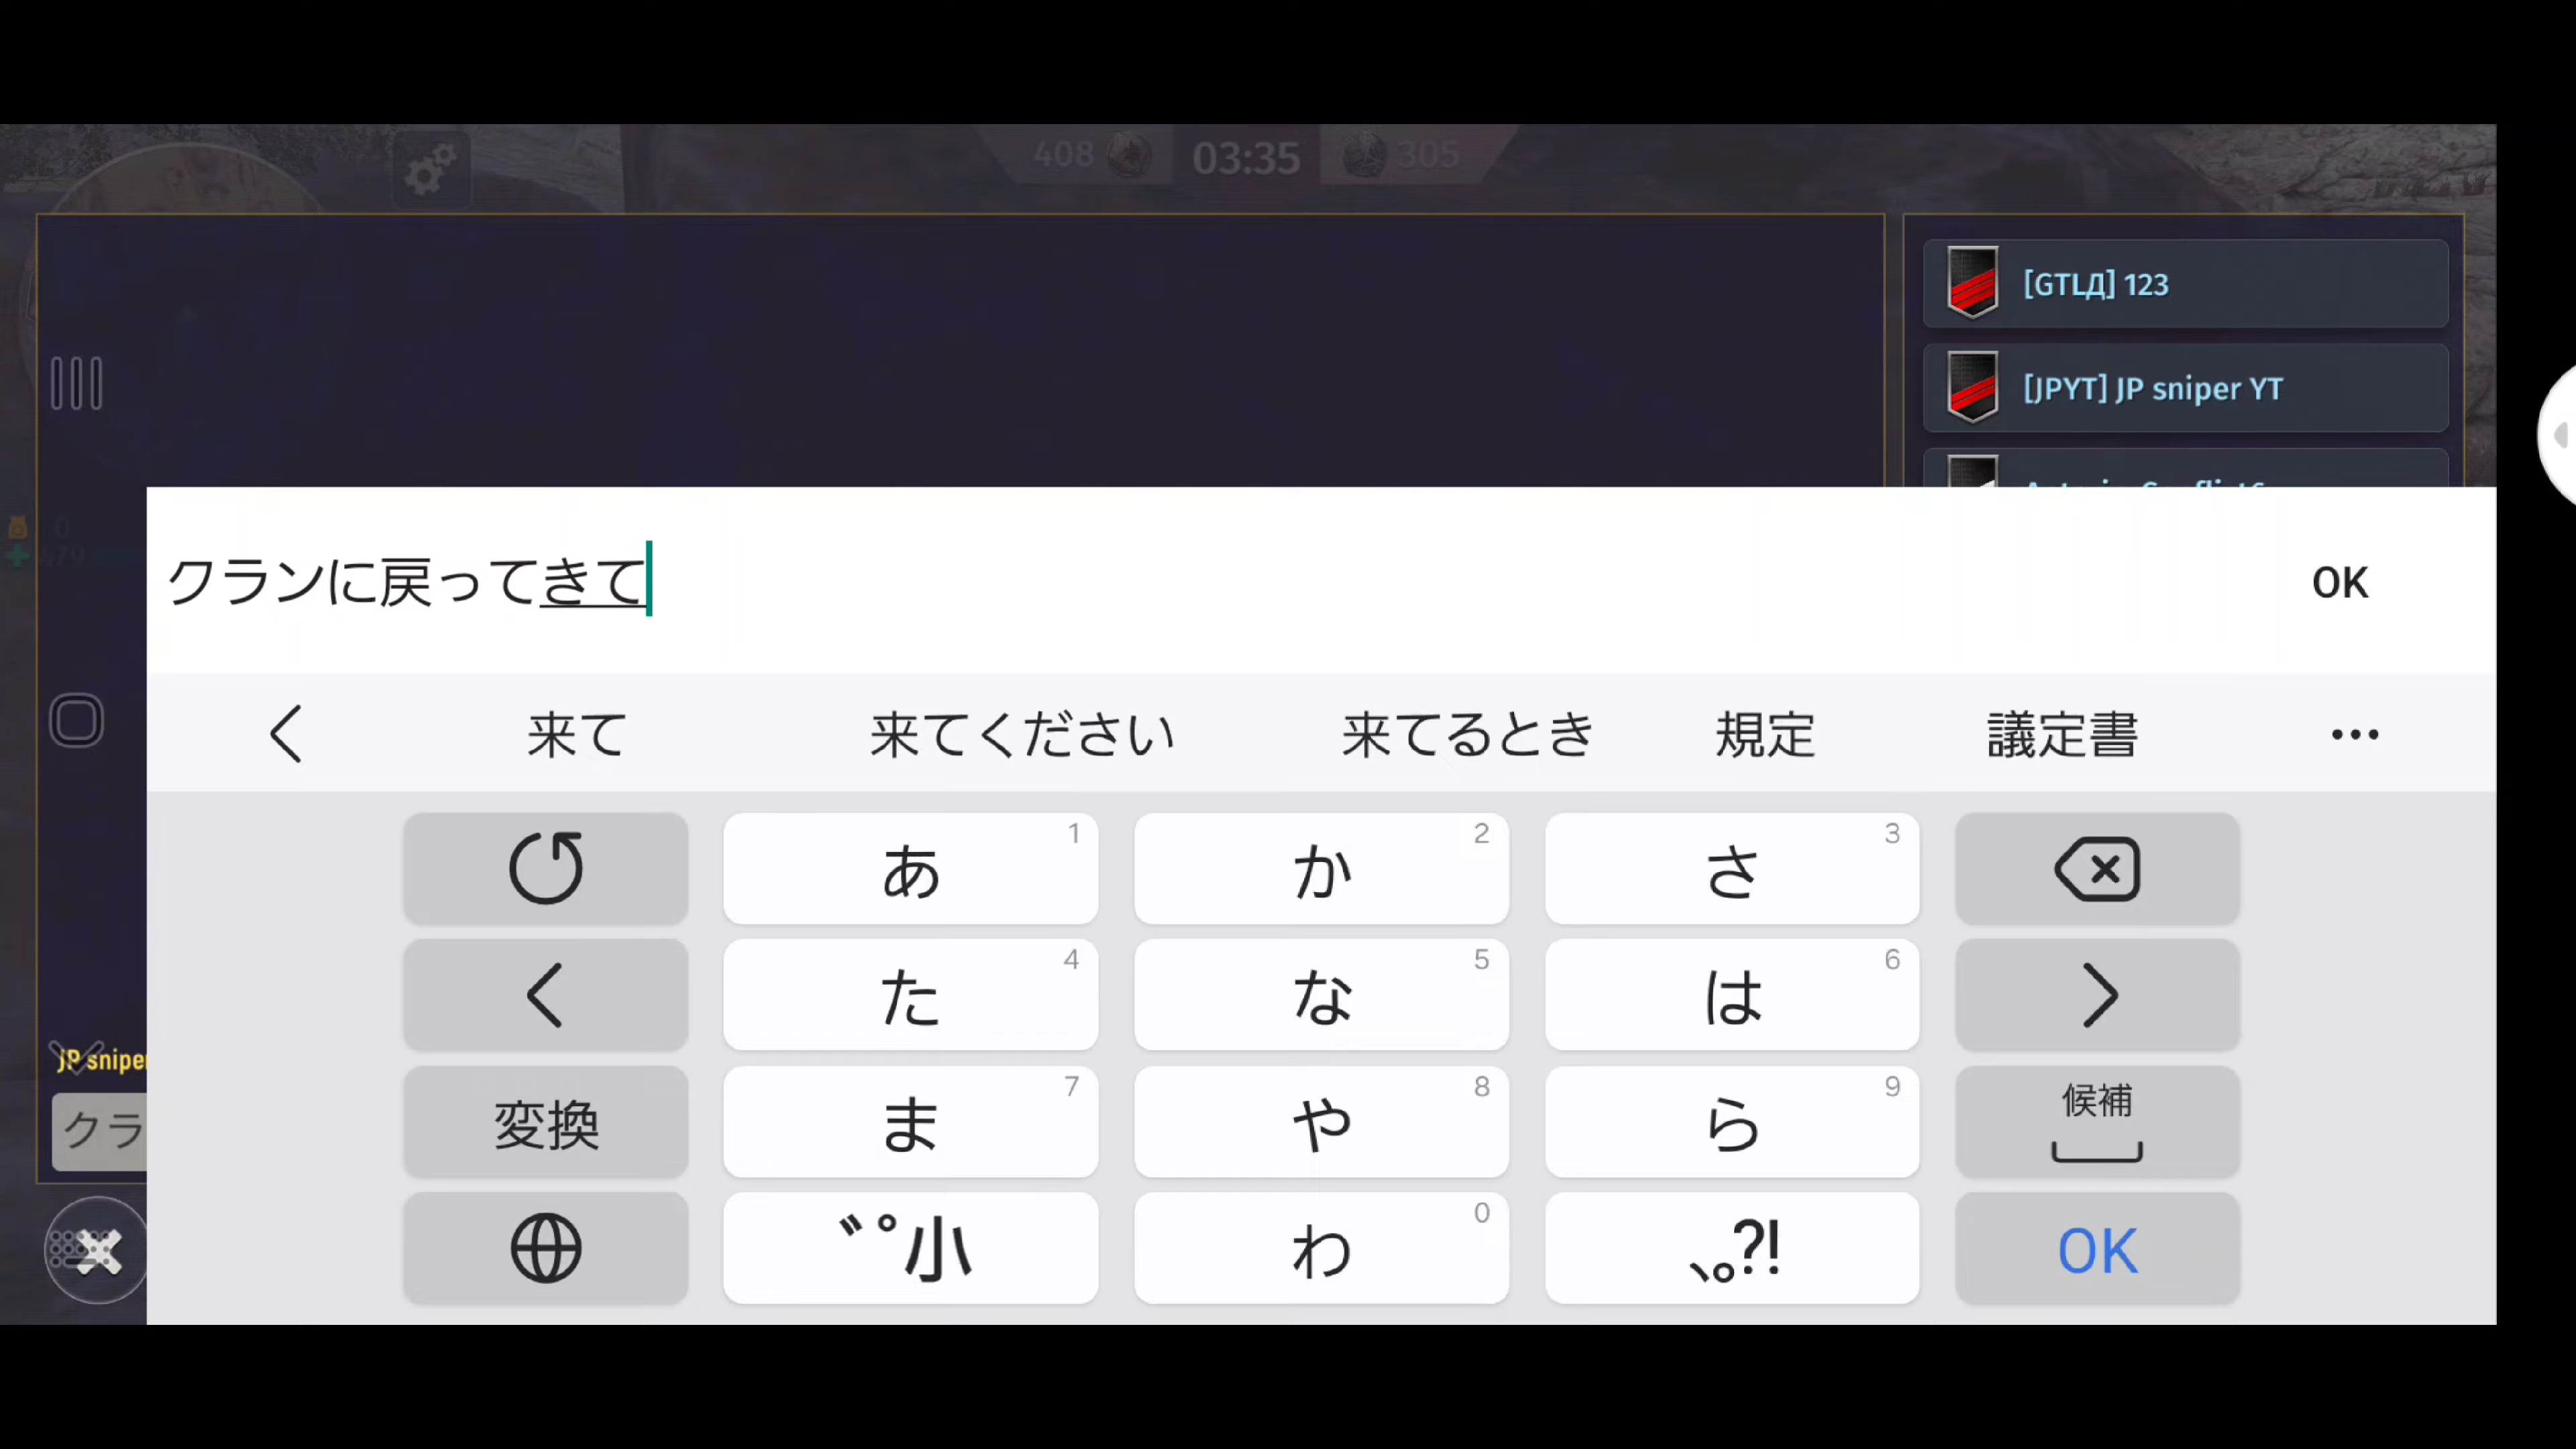 408 03:35 305
[GTLД] 123
[JPYT] JP sniper YT
クランに戻ってきて OK
来て 来てください 来てるとき 規定 議定書 …
あ 1 か 2 さ 3
た 4 な 5 は 6
JP sniper
変換 ま 7 や 8 ら 9 候補
クラ
゛゜小 わ 0 、。?! OK